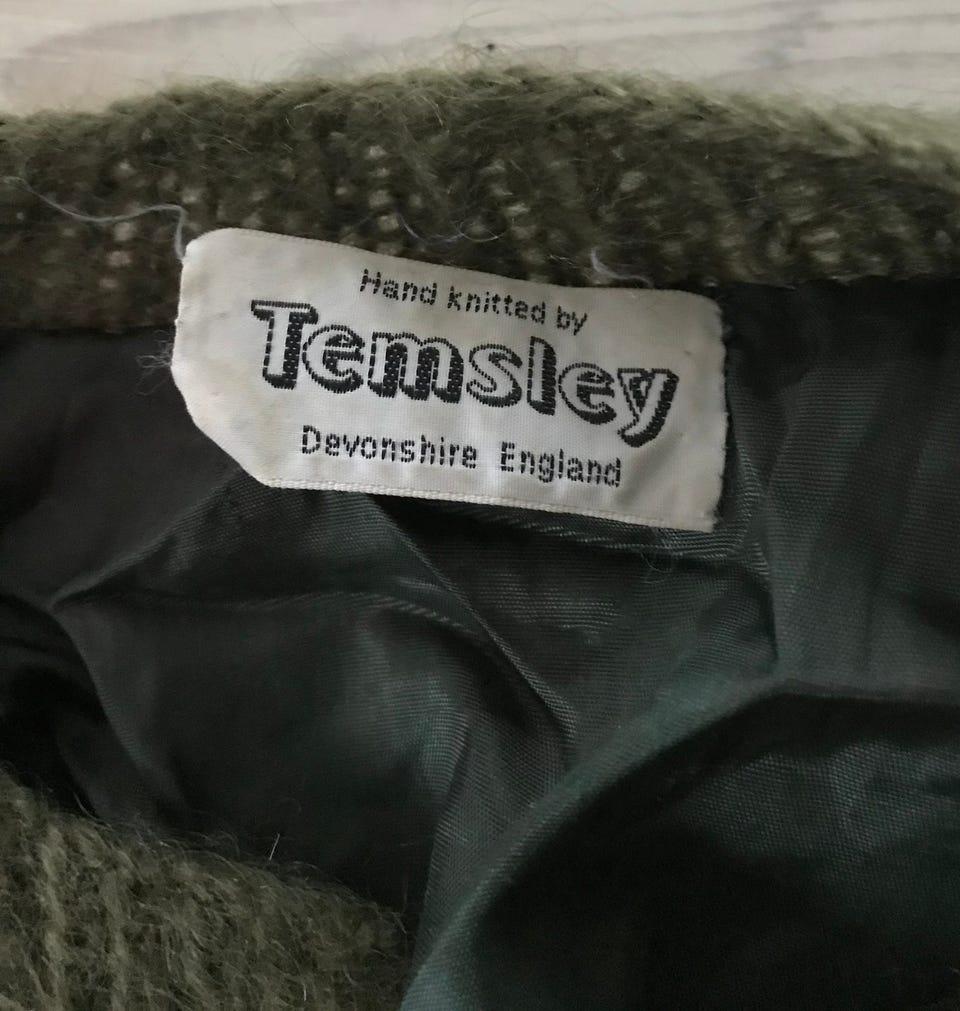 Hand knitted by
Temsley
Devonshire England